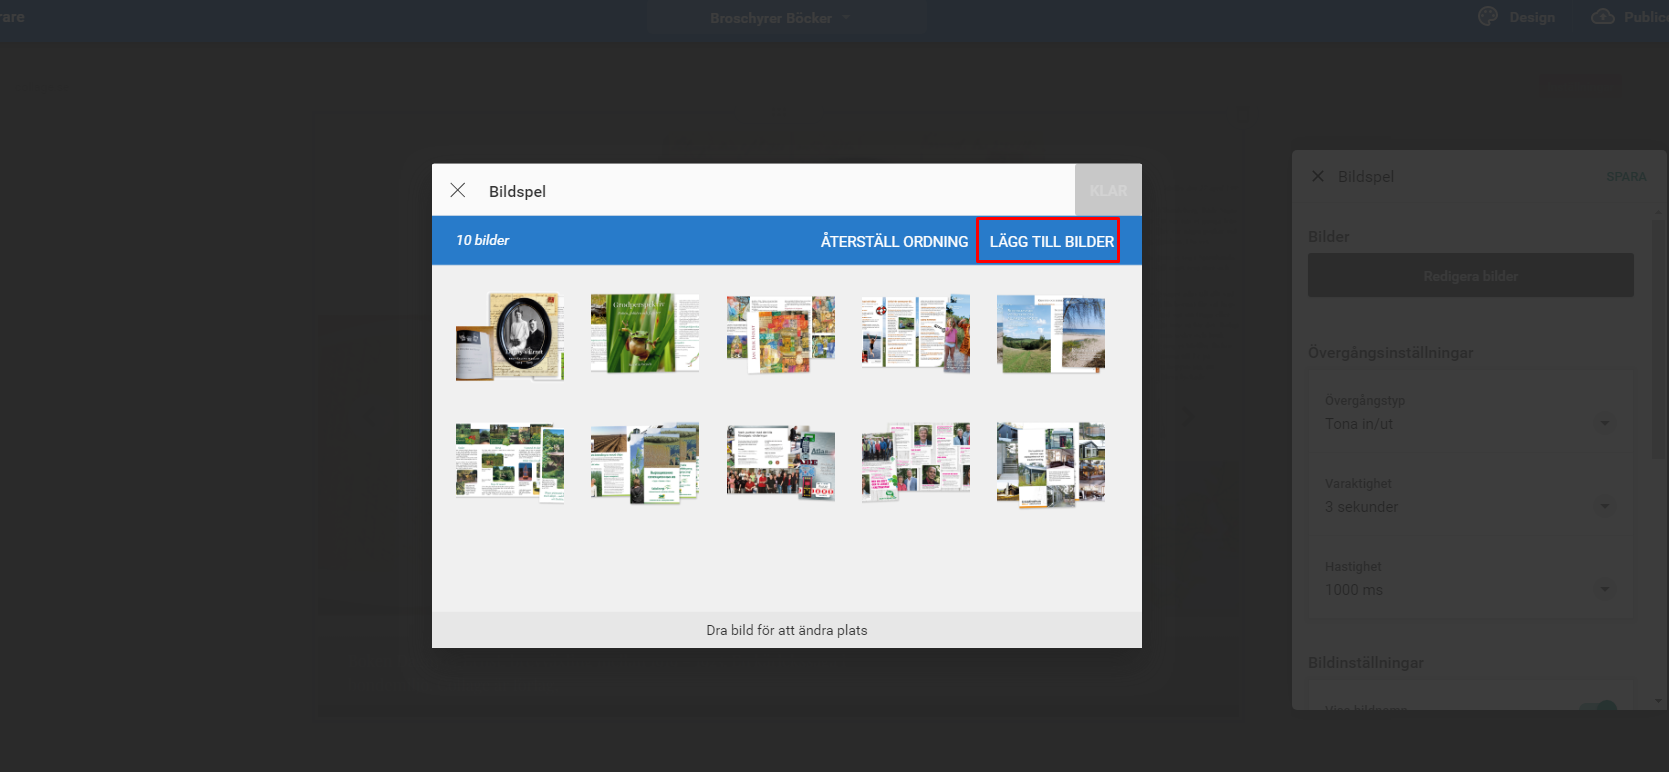 rare
Broschyrer Böcker
Design
Public
Bildspel
KLAR
10 bilder
ÅTERSTÄLL ORDNING
LÄGG TILL BILDER
Dra bild för att ändra plats
Bildspel
SPARA
Bilder
Redigera bilder
Övergångsinställningar
Övergångstyp
Tona in/ut
Varaktighet
3 sekunder
Hastighet
1000 ms
Bildinställningar